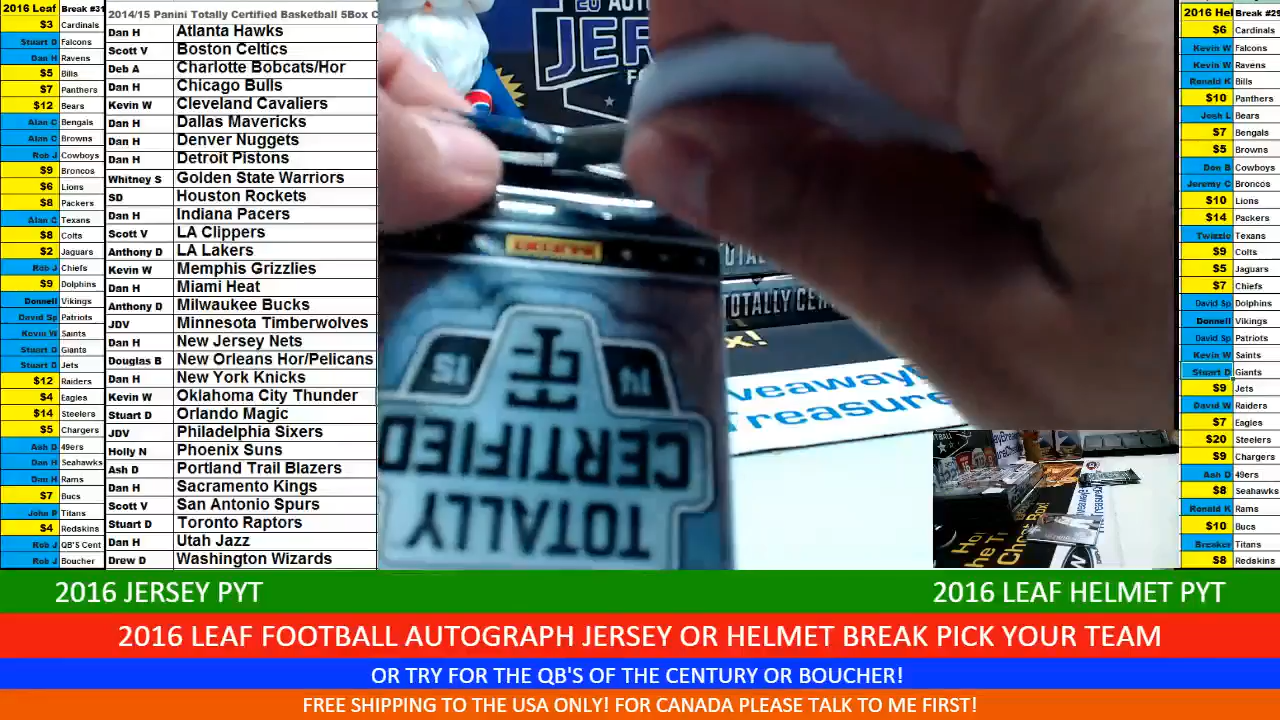 2016 Leaf Break #31
$3 Cardinals
Stuart D Falcons
Dan H Ravens
$5 Bills
$7 Panthers
$12 Bears
Alan C Bengals
Alan C Browns
Rob J Cowboys
$9 Broncos
$6 Lions
$8 Packers
Alan C Texans
$8 Colts
$2 Jaguars
Rob J Chiefs
$9 Dolphins
Donnell Vikings
David Sp Patriots
Kevin W Saints
Stuart D Giants
Stuart D Jets
$12 Raiders
$4 Eagles
$14 Steelers
$5 Chargers
Ash D 49ers
Dan H Seahawks
Dan H Rams
$7 Bucs
John P Titans
$4 Redskins
Rob J QB'S Cent
Rob J Boucher
2014/15 Panini Totally Certified Basketball 5Box C
Dan H Atlanta Hawks
Scott V Boston Celtics
Deb A Charlotte Bobcats/Hor
Dan H Chicago Bulls
Kevin W Cleveland Cavaliers
Dan H Dallas Mavericks
Dan H Denver Nuggets
Dan H Detroit Pistons
Whitney S Golden State Warriors
SD Houston Rockets
Dan H Indiana Pacers
Scott V LA Clippers
Anthony D LA Lakers
Kevin W Memphis Grizzlies
Dan H Miami Heat
Anthony D Milwaukee Bucks
JDV Minnesota Timberwolves
Dan H New Jersey Nets
Douglas B New Orleans Hor/Pelicans
Dan H New York Knicks
Kevin W Oklahoma City Thunder
Stuart D Orlando Magic
JDV Philadelphia Sixers
Holly N Phoenix Suns
Ash D Portland Trail Blazers
Dan H Sacramento Kings
Scott V San Antonio Spurs
Stuart D Toronto Raptors
Dan H Utah Jazz
Drew D Washington Wizards
JER
TOTALLY CER
veaway
reasur
PANINI
14 15
TOTALLY
CERTIFIED
2016 Hel Break #29
$6 Cardinals
Kevin W Falcons
Kevin W Ravens
Ronald K Bills
$10 Panthers
Josh L Bears
$7 Bengals
$5 Browns
Don B Cowboys
Jeremy C Broncos
$10 Lions
$14 Packers
Twizzie Texans
$9 Colts
$5 Jaguars
$7 Chiefs
David Sp Dolphins
Donnell Vikings
David Sp Patriots
Kevin W Saints
Stuart D Giants
$9 Jets
David W Raiders
$7 Eagles
$20 Steelers
$9 Chargers
Ash D 49ers
$8 Seahawks
Ronald K Rams
$10 Bucs
Breaker Titans
$8 Redskins
2016 JERSEY PYT
2016 LEAF HELMET PYT
2016 LEAF FOOTBALL AUTOGRAPH JERSEY OR HELMET BREAK PICK YOUR TEAM
OR TRY FOR THE QB'S OF THE CENTURY OR BOUCHER!
FREE SHIPPING TO THE USA ONLY! FOR CANADA PLEASE TALK TO ME FIRST!